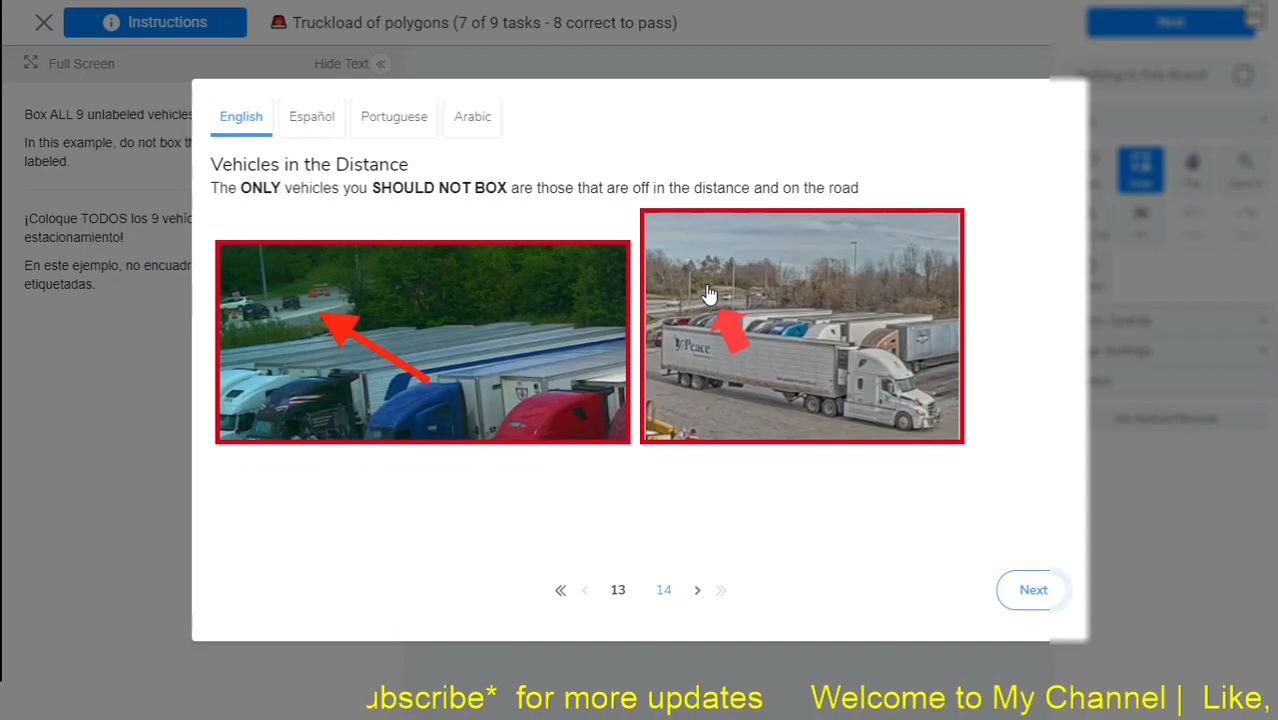 Instructions
Truckload of polygons (7 of 9 tasks - 8 correct to pass)
Full Screen
Hide Text
Box ALL 9 unlabeled vehicles
In this example, do not box th
labeled.
¡Coloque TODOS los 9 vehíc
estacionamiento!
En este ejemplo, no encuadr
etiquetadas.
English
Español
Portuguese
Arabic
Vehicles in the Distance
The ONLY vehicles you SHOULD NOT BOX are those that are off in the distance and on the road
Peace
13
14
Next
ubscribe* for more updates Welcome to My Channel | Like,